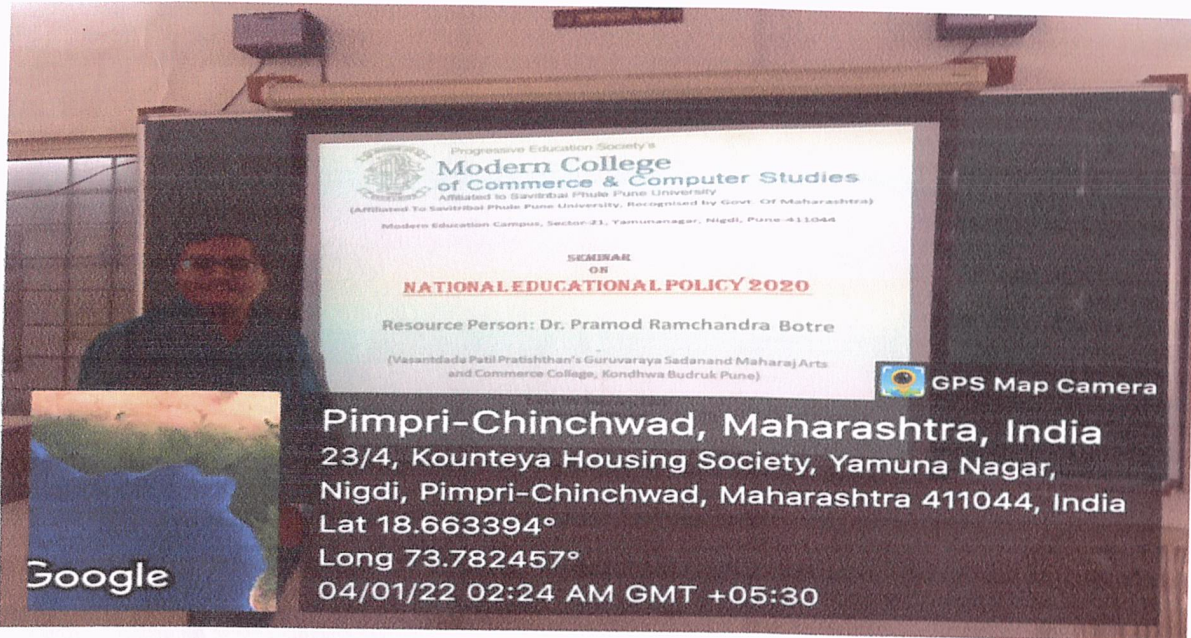 Progressive Education Society's
Modern College
of Commerce & Computer Studies
Affiliated to Savitribai Phule Pune University
(Affiliated To Savitribai Phule Pune University, Recognised by Govt. Of Maharashtra)
Modern Education Campus, Sector-21, Yamunanagar, Nigdi, Pune-411044
SEMINAR
ON
NATIONAL EDUCATIONAL POLICY 2020
Resource Person: Dr. Pramod Ramchandra Botre
(Vasantdada Patil Pratishthan's Guruvaraya Sadanand Maharaj Arts
and Commerce College, Kondhwa Budruk Pune)
GPS Map Camera
Pimpri-Chinchwad, Maharashtra, India
23/4, Kounteya Housing Society, Yamuna Nagar,
Nigdi, Pimpri-Chinchwad, Maharashtra 411044, India
Lat 18.663394°
Long 73.782457°
04/01/22 02:24 AM GMT +05:30
Google